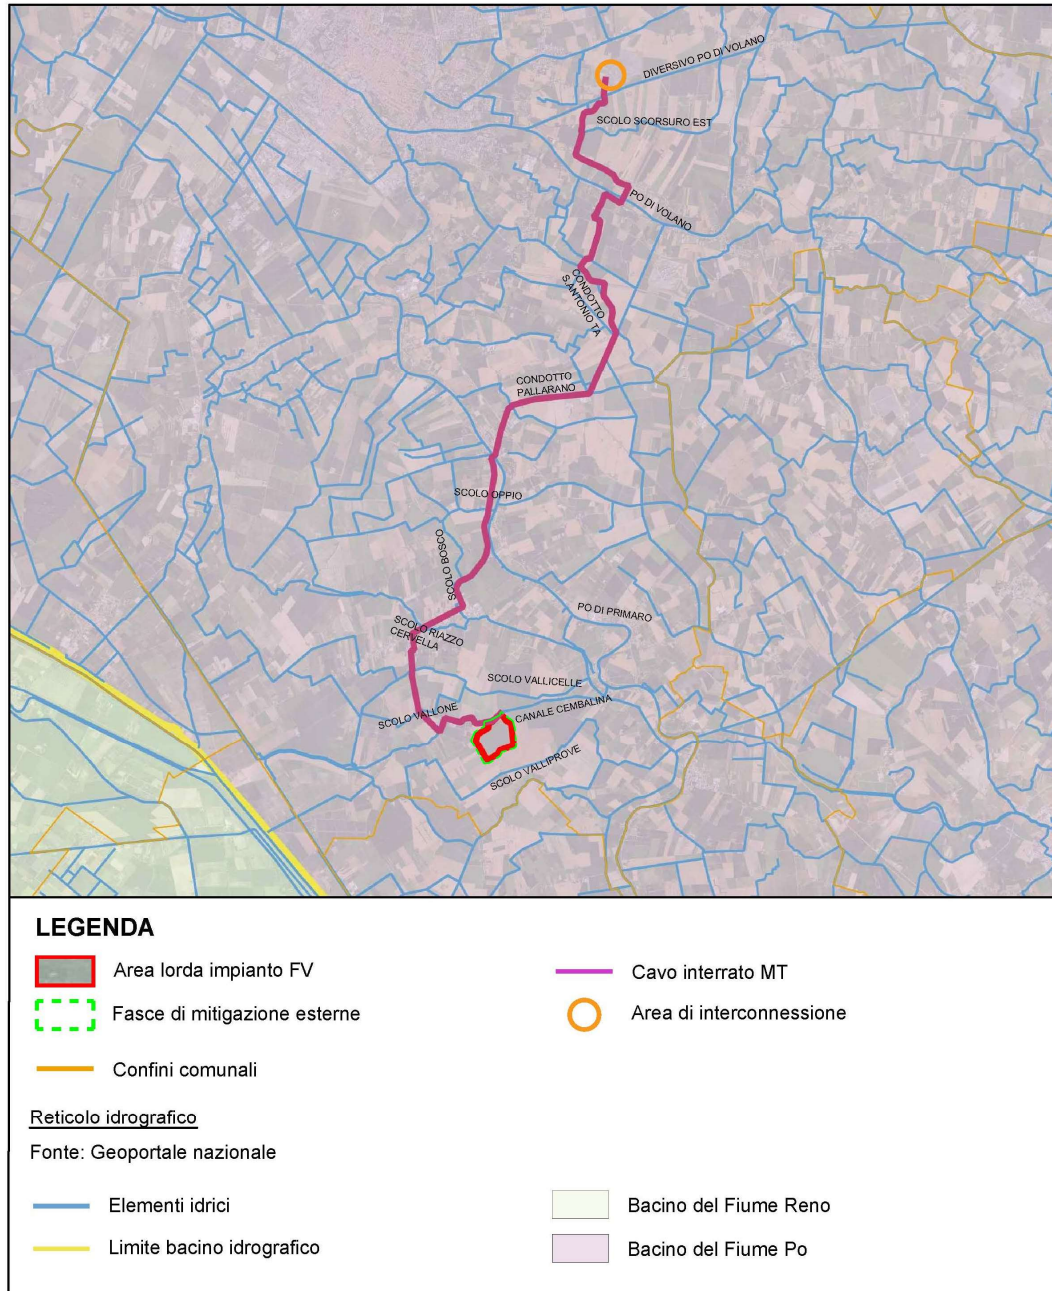 DIVERSIVO PO DI VOLANO
SCOLO SCORSURO EST
PO DI VOLANO
CONDOTTO
S.ANTONIO TA
CONDOTTO
PALLARANO
SCOLO OPPIO
SCOLO BOSCO
PO DI PRIMARO
SCOLO RIAZZO
CERVELLA
SCOLO VALLICELLE
SCOLO VALLONE
CANALE CEMBALINA
SCOLO VALLIPROVE
LEGENDA
Area lorda impianto FV
Cavo interrato MT
Fasce di mitigazione esterne
Area di interconnessione
Confini comunali
Reticolo idrografico
Fonte: Geoportale nazionale
Elementi idrici
Bacino del Fiume Reno
Limite bacino idrografico
Bacino del Fiume Po